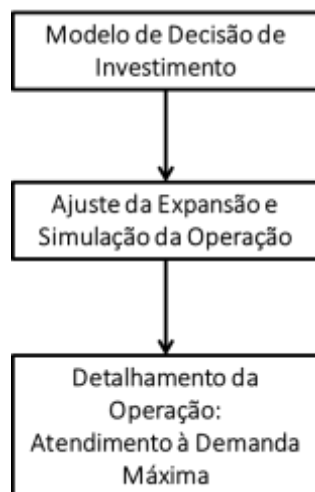 Modelo de Decisão de
Investimento
Ajuste da Expansão e
Simulação da Operação
Detalhamento da
Operação:
Atendimento à Demanda
Máxima